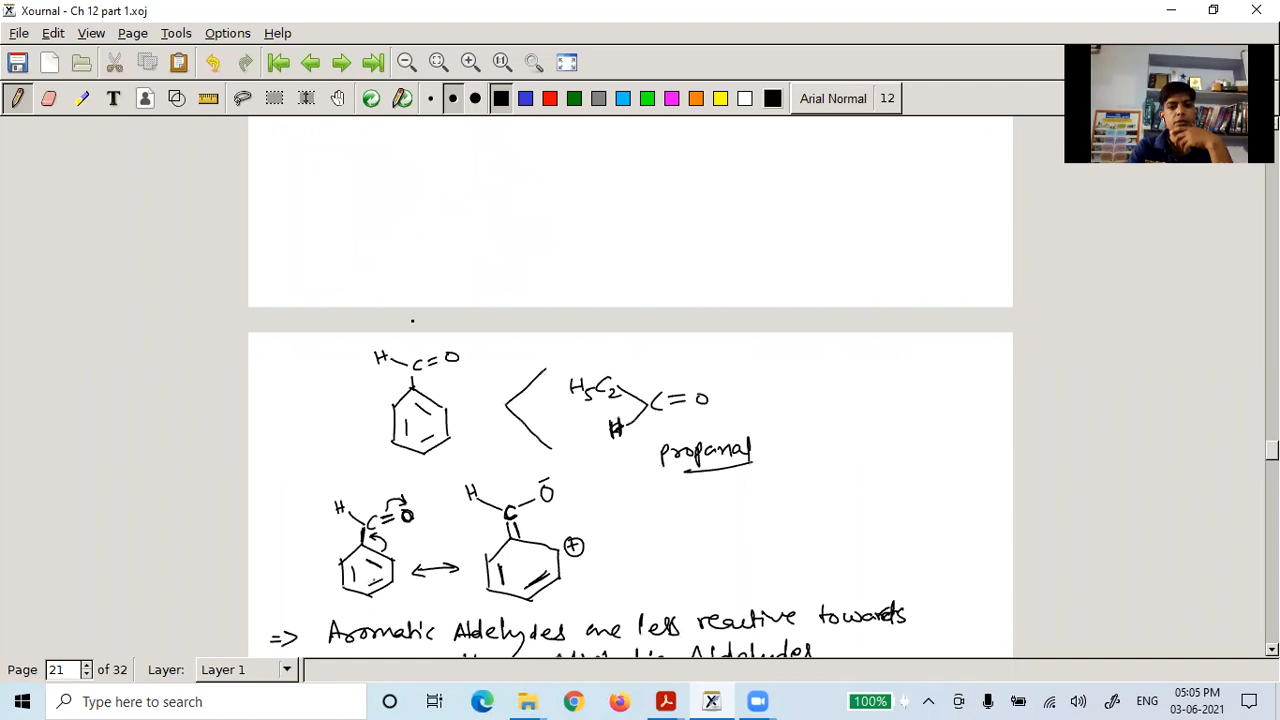 Xournal - Ch 12 part 1.xoj
File Edit View Page Tools Options Help
Arial Normal 12
H C = O
H5C2
C = O
H
propanal
H C = O
H C O
+
=> Aromatic Aldehydes are less reactive towards
Aldehydes
Page 21 of 32 Layer: Layer 1
Type here to search
100%
ENG
05:05 PM
03-06-2021